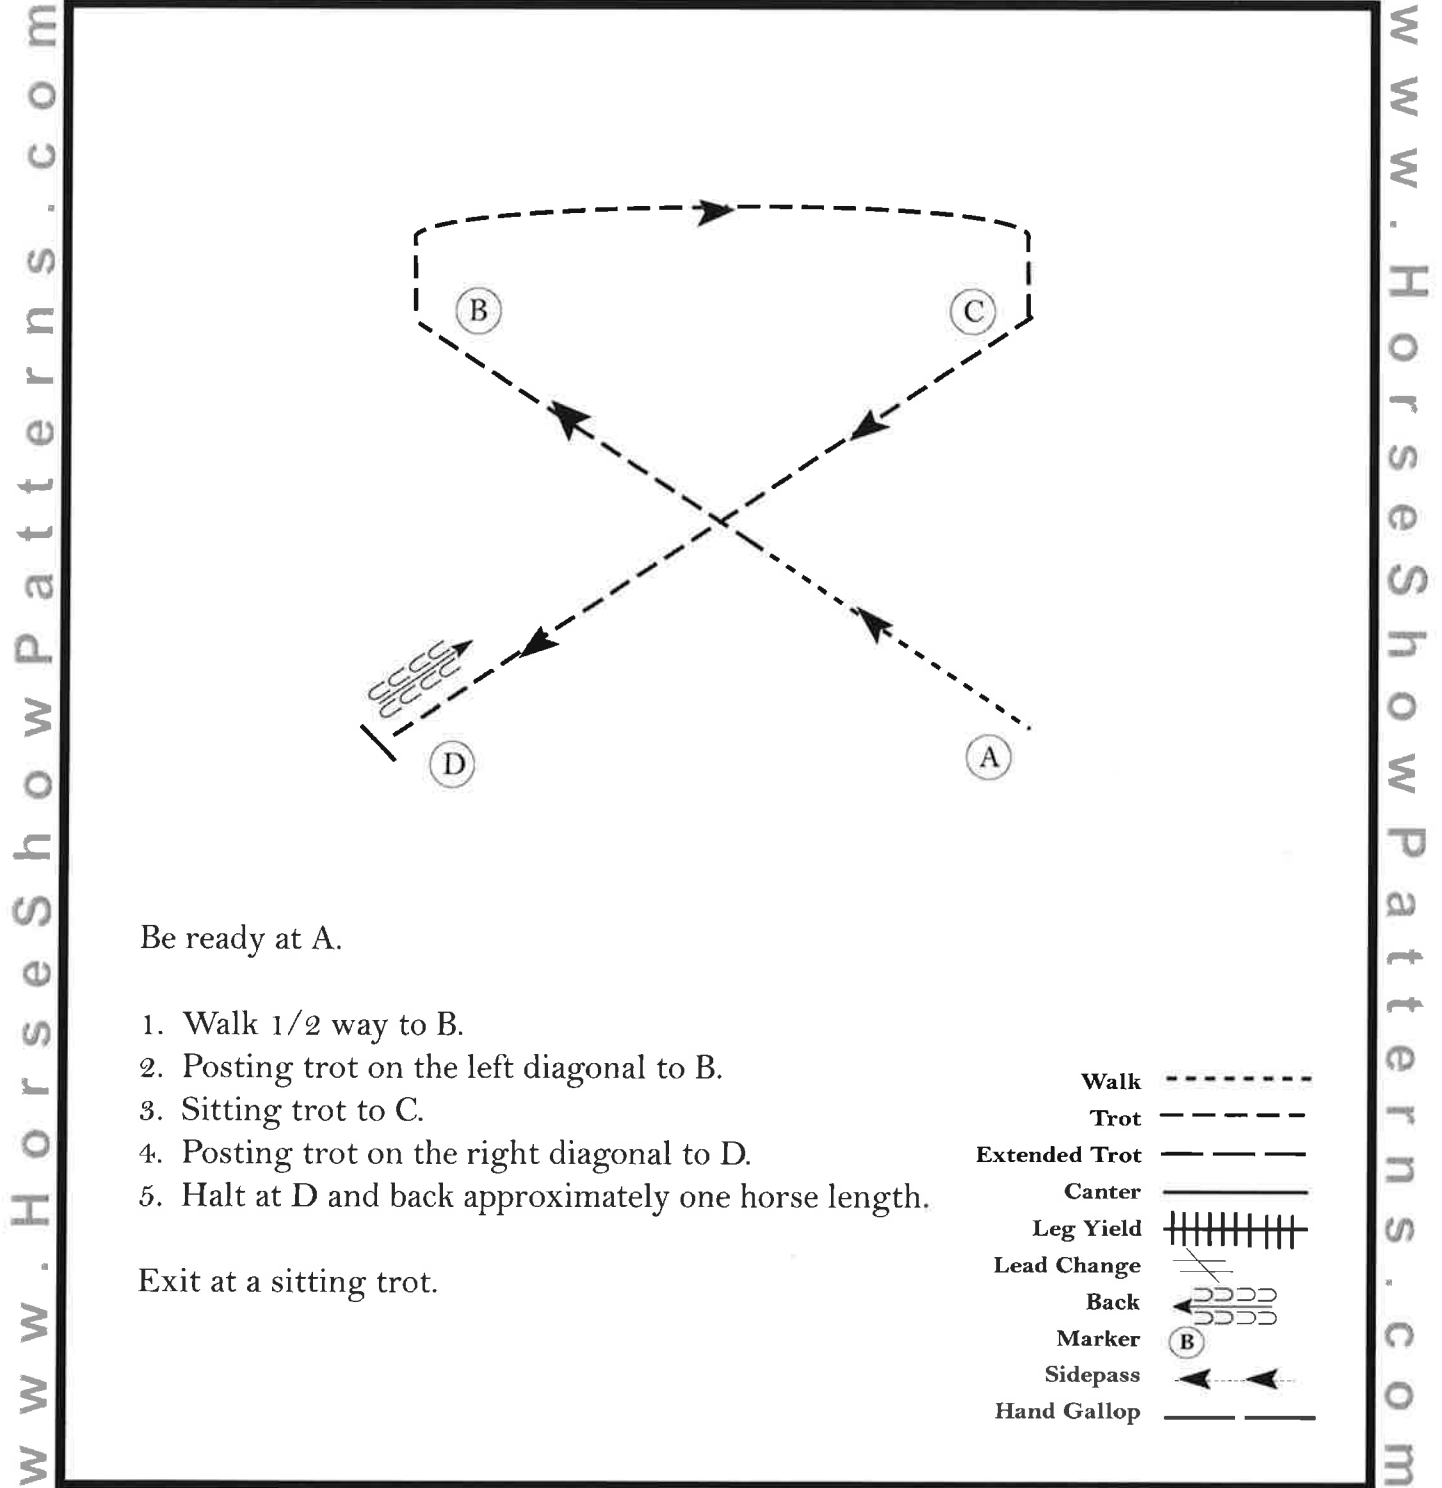 www.HorseShowPatterns.com
www.HorseShowPatterns.com
B
C
D
A
Be ready at A.
1. Walk 1/2 way to B.
2. Posting trot on the left diagonal to B.
3. Sitting trot to C.
4. Posting trot on the right diagonal to D.
5. Halt at D and back approximately one horse length.
Exit at a sitting trot.
Walk
Trot
Extended Trot
Canter
Leg Yield
Lead Change
Back
Marker B
Sidepass
Hand Gallop